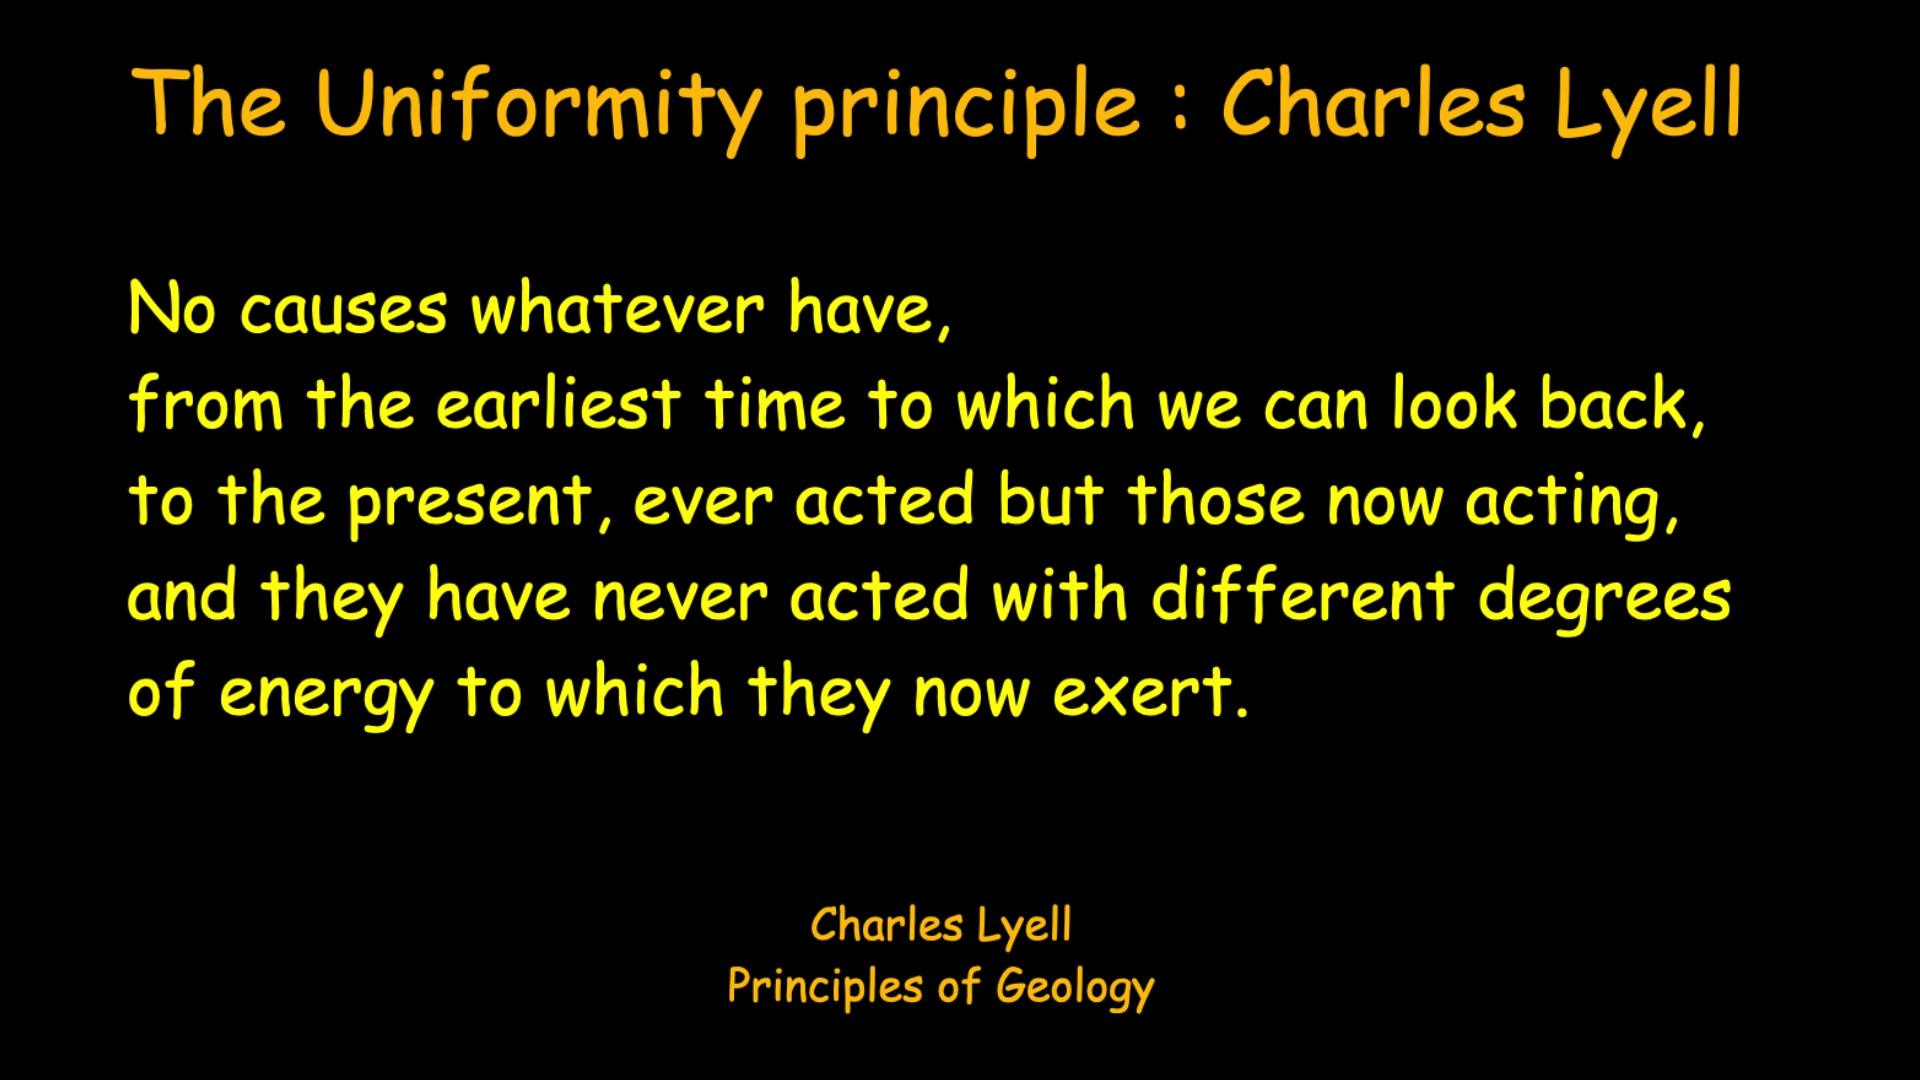 The Uniformity principle : Charles Lyell
No causes whatever have,
from the earliest time to which we can look back,
to the present, ever acted but those now acting,
and they have never acted with different degrees
of energy to which they now exert.
Charles Lyell
Principles of Geology